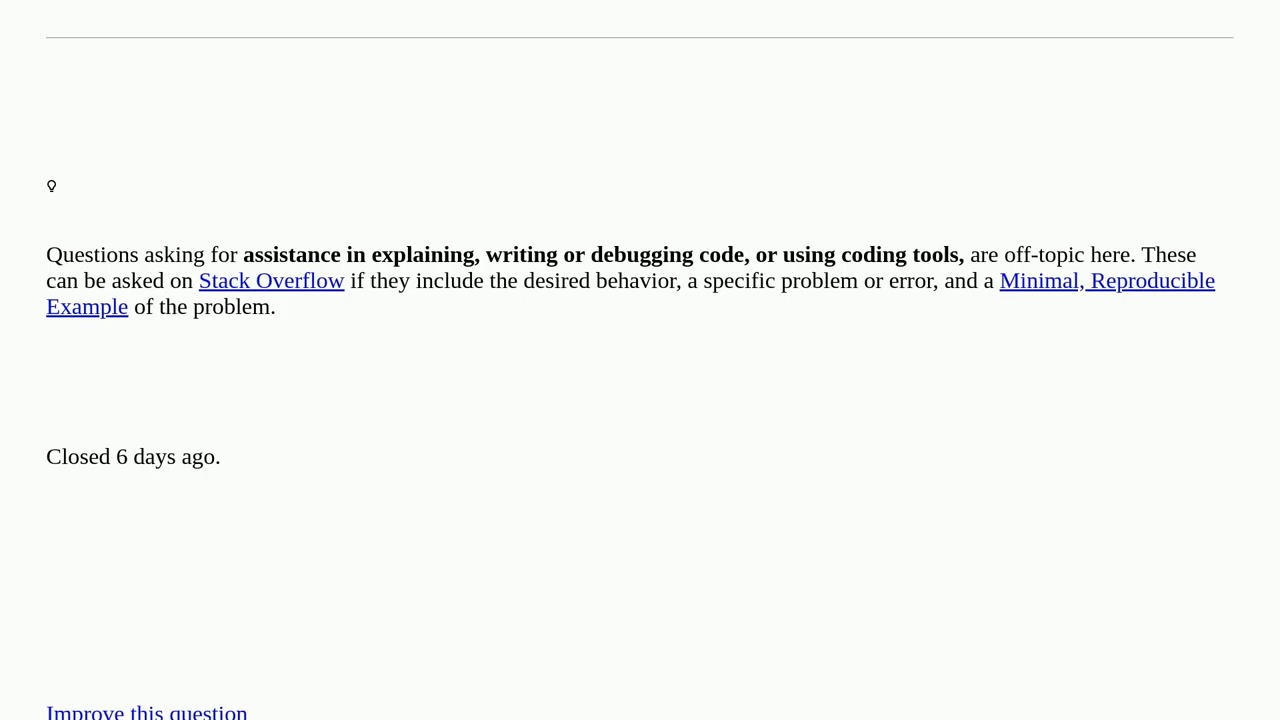 Questions asking for assistance in explaining, writing or debugging code, or using coding tools, are off-topic here. These
can be asked on Stack Overflow if they include the desired behavior, a specific problem or error, and a Minimal, Reproducible
Example of the problem.
Closed 6 days ago.
Improve this question